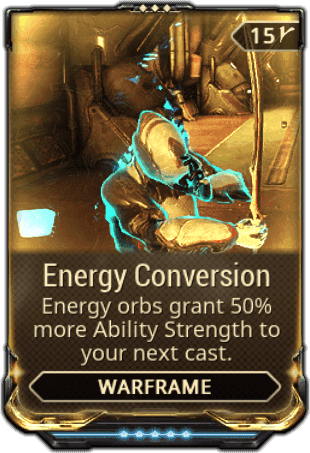 15
Energy Conversion
Energy orbs grant 50%
more Ability Strength to
your next cast.
WARFRAME